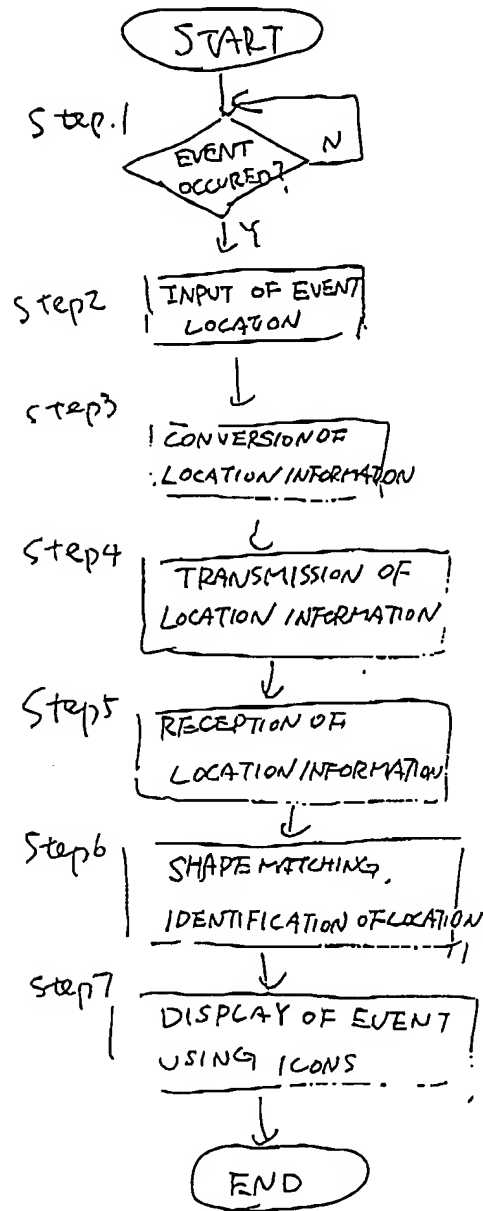 START
Step.1
EVENT
OCCURED?
N
Y
Step2
INPUT OF EVENT
LOCATION
Step3
CONVERSION OF
LOCATION INFORMATION
Step4
TRANSMISSION OF
LOCATION INFORMATION
Step5
RECEPTION OF
LOCATION INFORMATION
Step6
SHAPE MATCHING,
IDENTIFICATION OF LOCATION
Step7
DISPLAY OF EVENT
USING ICONS
END